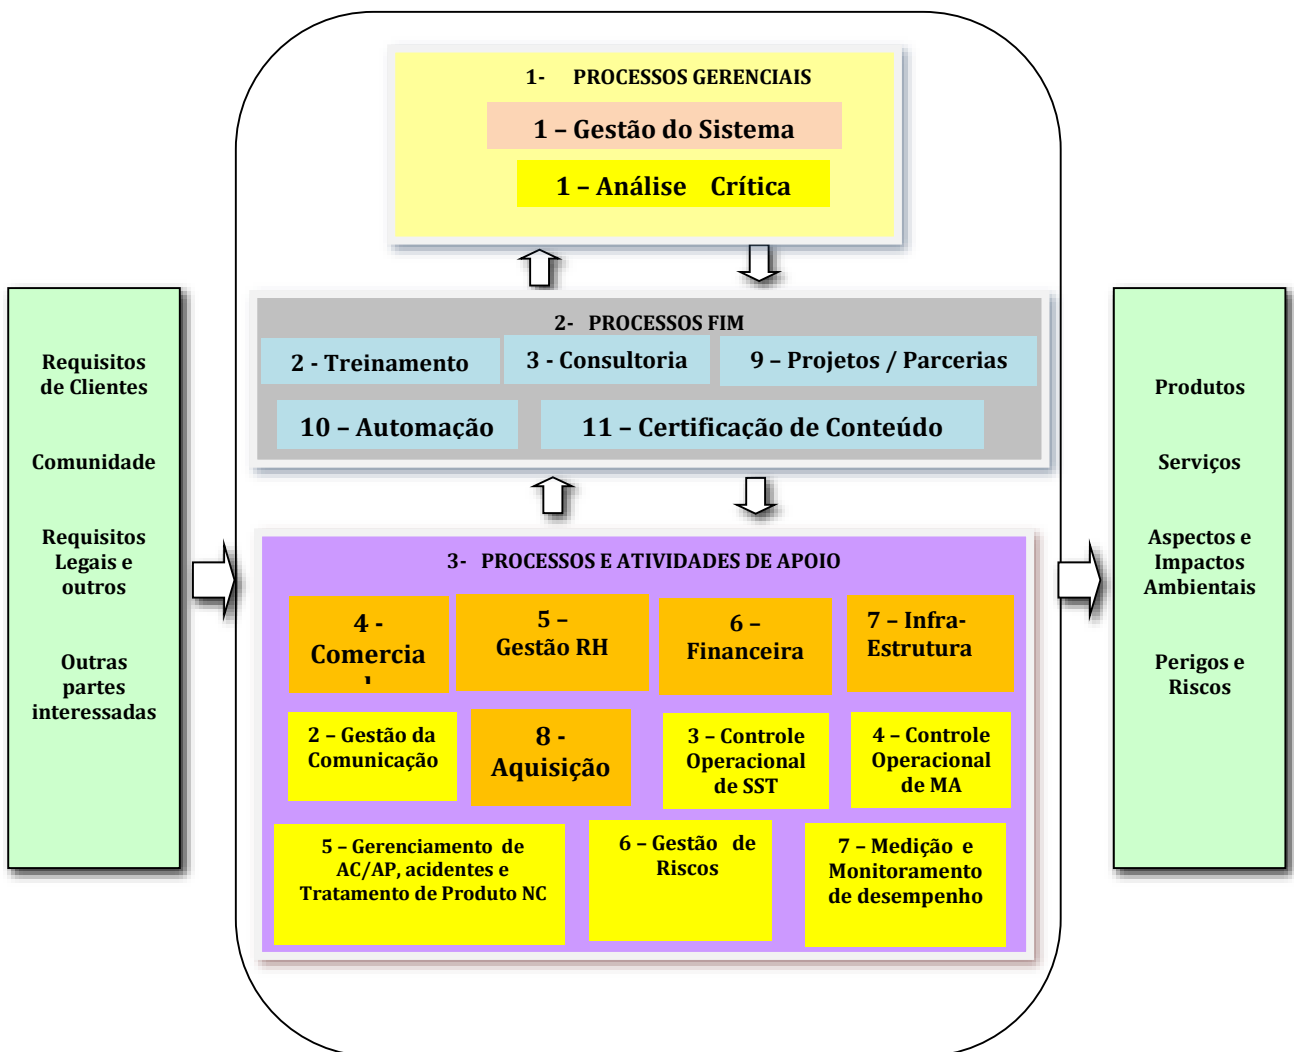 1- PROCESSOS GERENCIAIS
1 – Gestão do Sistema
1 – Análise Crítica
2- PROCESSOS FIM
2 - Treinamento
3 - Consultoria
9 – Projetos / Parcerias
10 – Automação
11 – Certificação de Conteúdo
Requisitos
de Clientes
Comunidade
Requisitos
Legais e
outros
Outras
partes
interessadas
3- PROCESSOS E ATIVIDADES DE APOIO
4 -
Comercia
l
5 –
Gestão RH
6 –
Financeira
7 – Infra-
Estrutura
2 – Gestão da
Comunicação
8 -
Aquisição
3 – Controle
Operacional
de SST
4 – Controle
Operacional
de MA
5 – Gerenciamento de
AC/AP, acidentes e
Tratamento de Produto NC
6 – Gestão de
Riscos
7 – Medição e
Monitoramento
de desempenho
Produtos
Serviços
Aspectos e
Impactos
Ambientais
Perigos e
Riscos